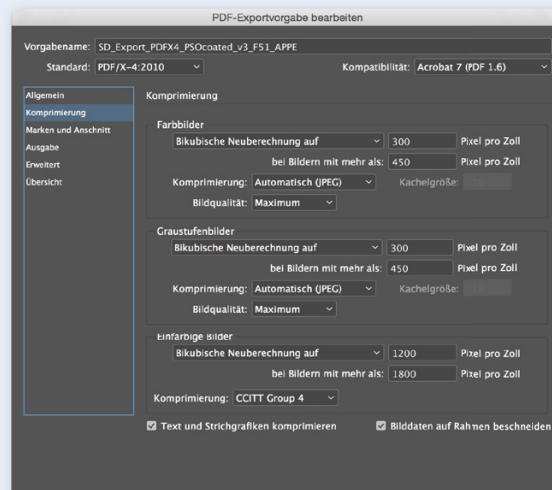 PDF-Exportvorgabe bearbeiten
Vorgabename: SD_Export_PDFX4_PSOcoated_v3_F51_APPE
Standard: PDF/X-4:2010 Kompatibilität: Acrobat 7 (PDF 1.6)
Allgemein
Komprimierung
Marken und Anschnitt
Ausgabe
Erweitert
Übersicht
Komprimierung
Farbbilder
Bikubische Neuberechnung auf 300 Pixel pro Zoll
bei Bildern mit mehr als: 450 Pixel pro Zoll
Komprimierung: Automatisch (JPEG) Kachelgröße:
Bildqualität: Maximum
Graustufenbilder
Bikubische Neuberechnung auf 300 Pixel pro Zoll
bei Bildern mit mehr als: 450 Pixel pro Zoll
Komprimierung: Automatisch (JPEG) Kachelgröße:
Bildqualität: Maximum
Einfarbige Bilder
Bikubische Neuberechnung auf 1200 Pixel pro Zoll
bei Bildern mit mehr als: 1800 Pixel pro Zoll
Komprimierung: CCITT Group 4
Text und Strichgrafiken komprimieren Bilddaten auf Rahmen beschneiden